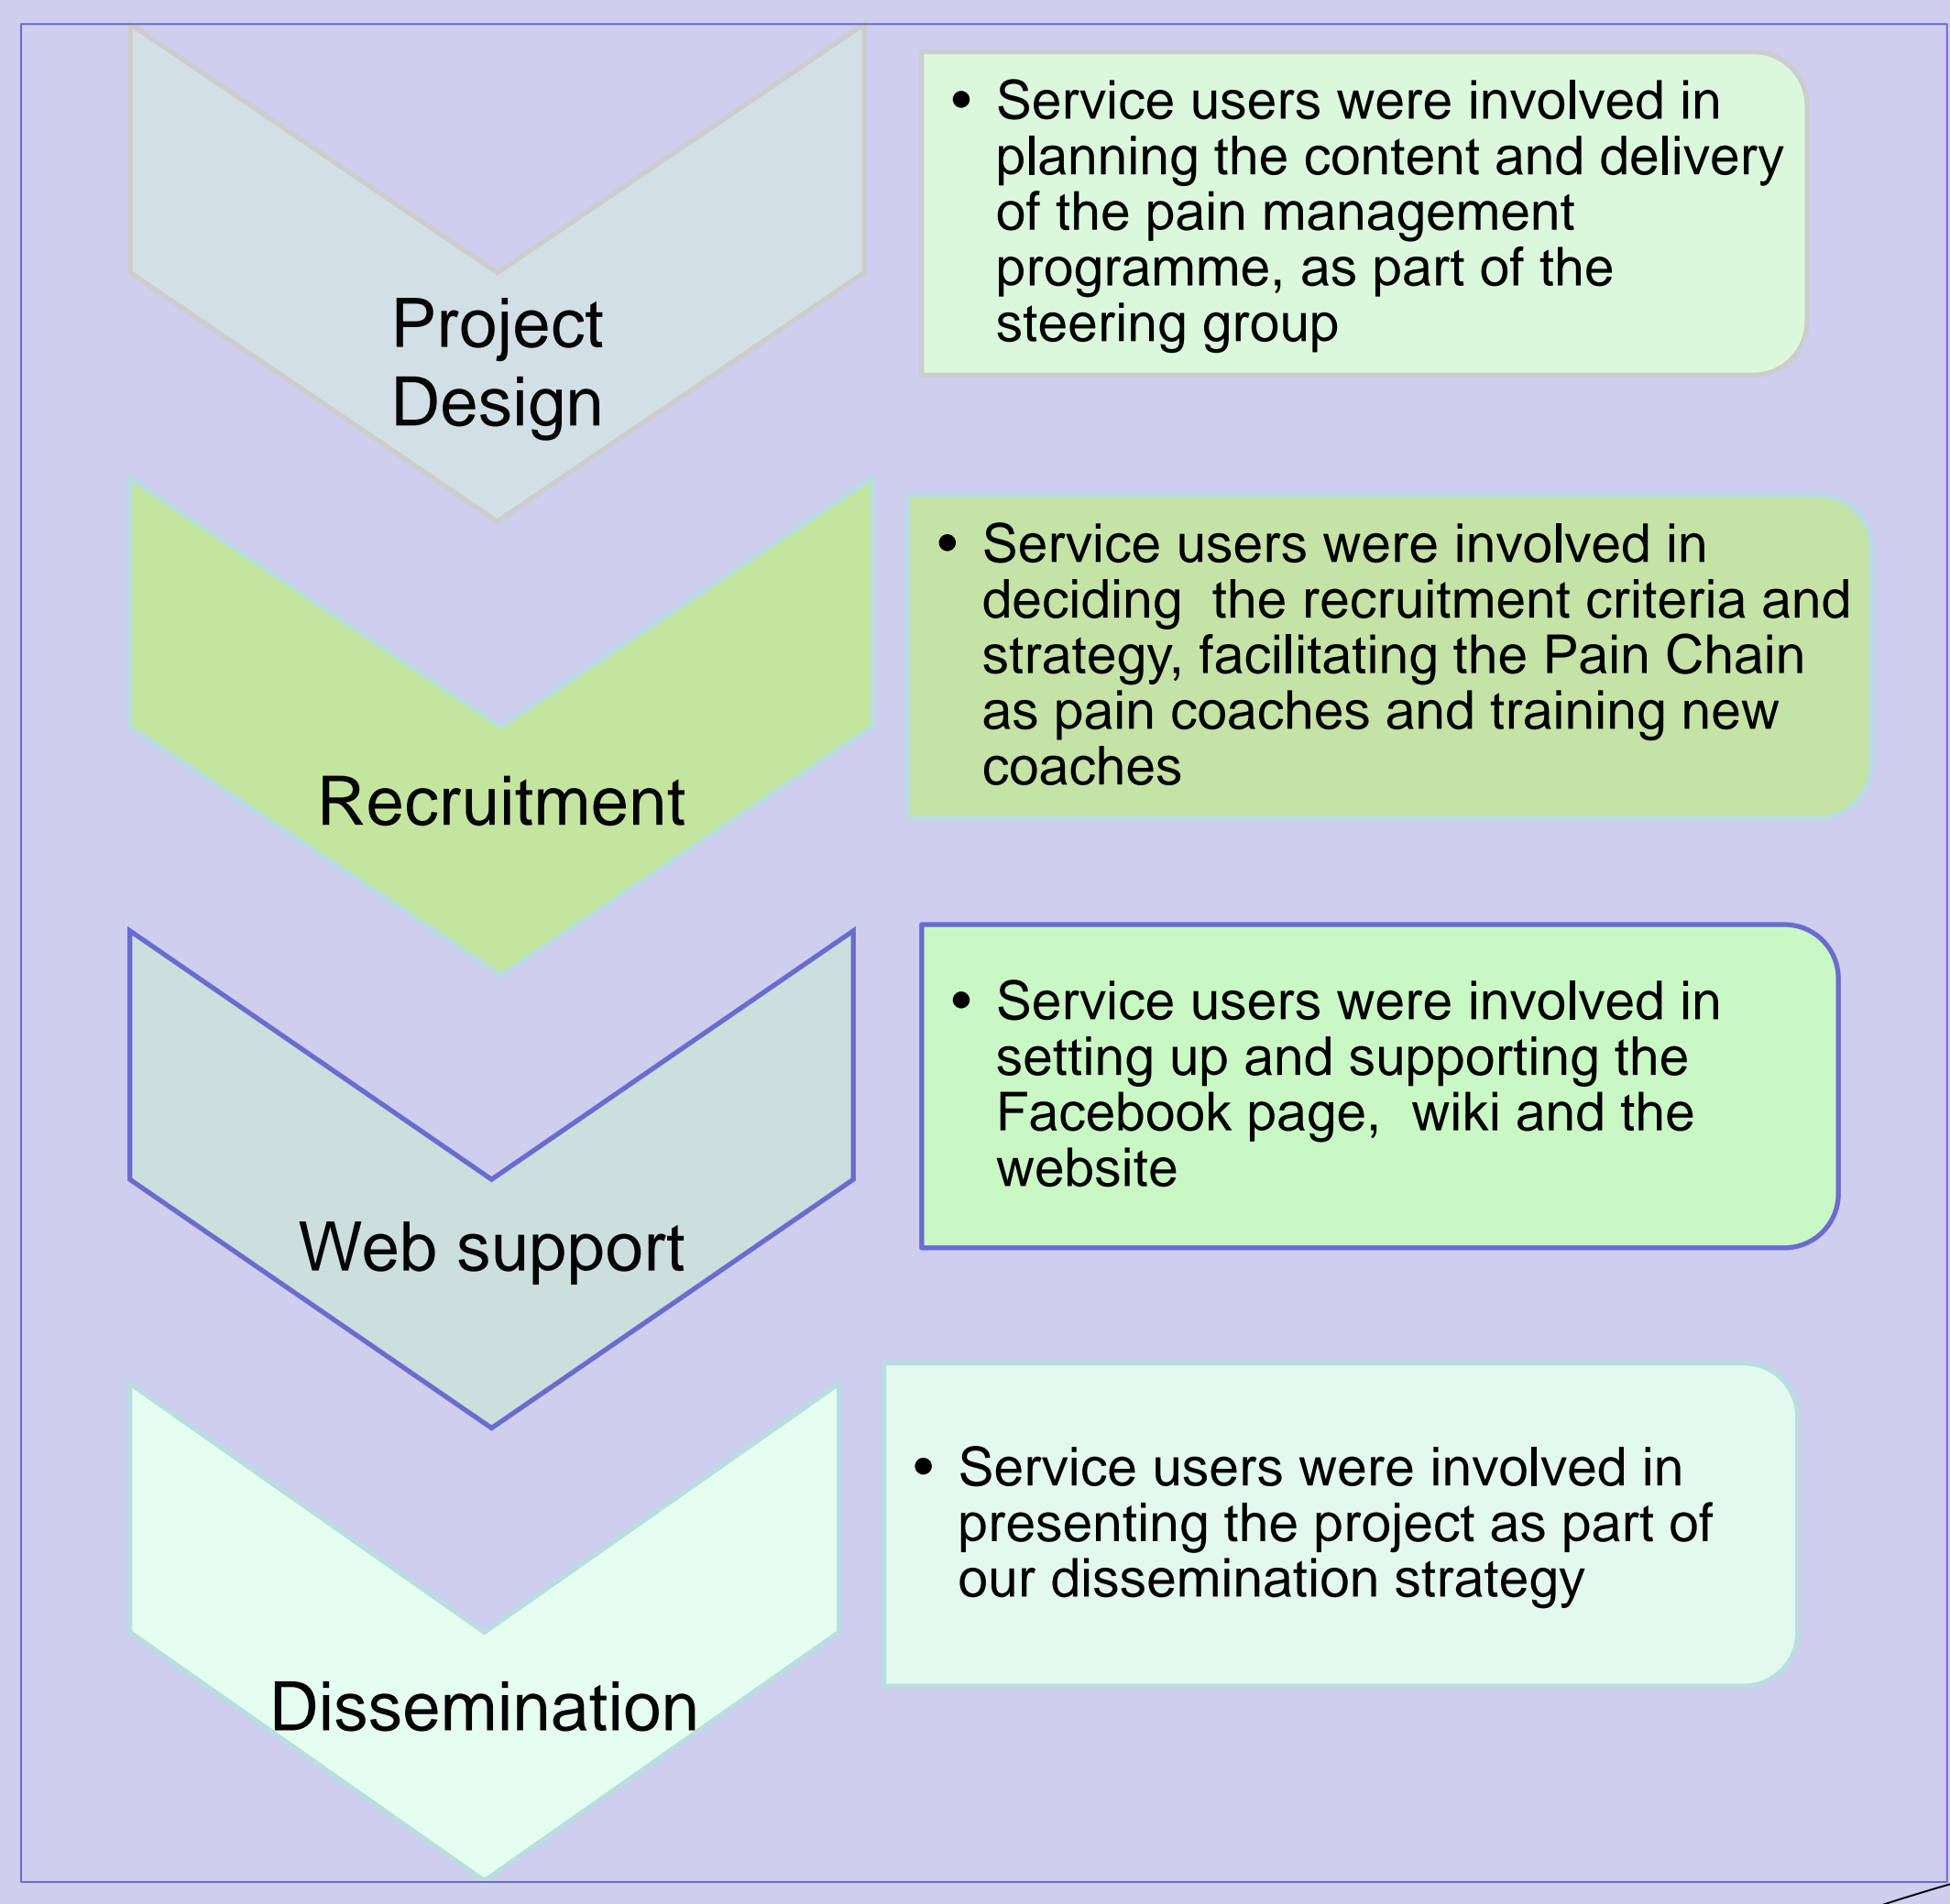 Project
Design
• Service users were involved in
planning the content and delivery
of the pain management
programme, as part of the
steering group
Recruitment
• Service users were involved in
deciding  the recruitment criteria and
strategy, facilitating the Pain Chain
as pain coaches and training new
coaches
Web support
• Service users were involved in
setting up and supporting the
Facebook page,  wiki and the
website
Dissemination
• Service users were involved in
presenting the project as part of
our dissemination strategy